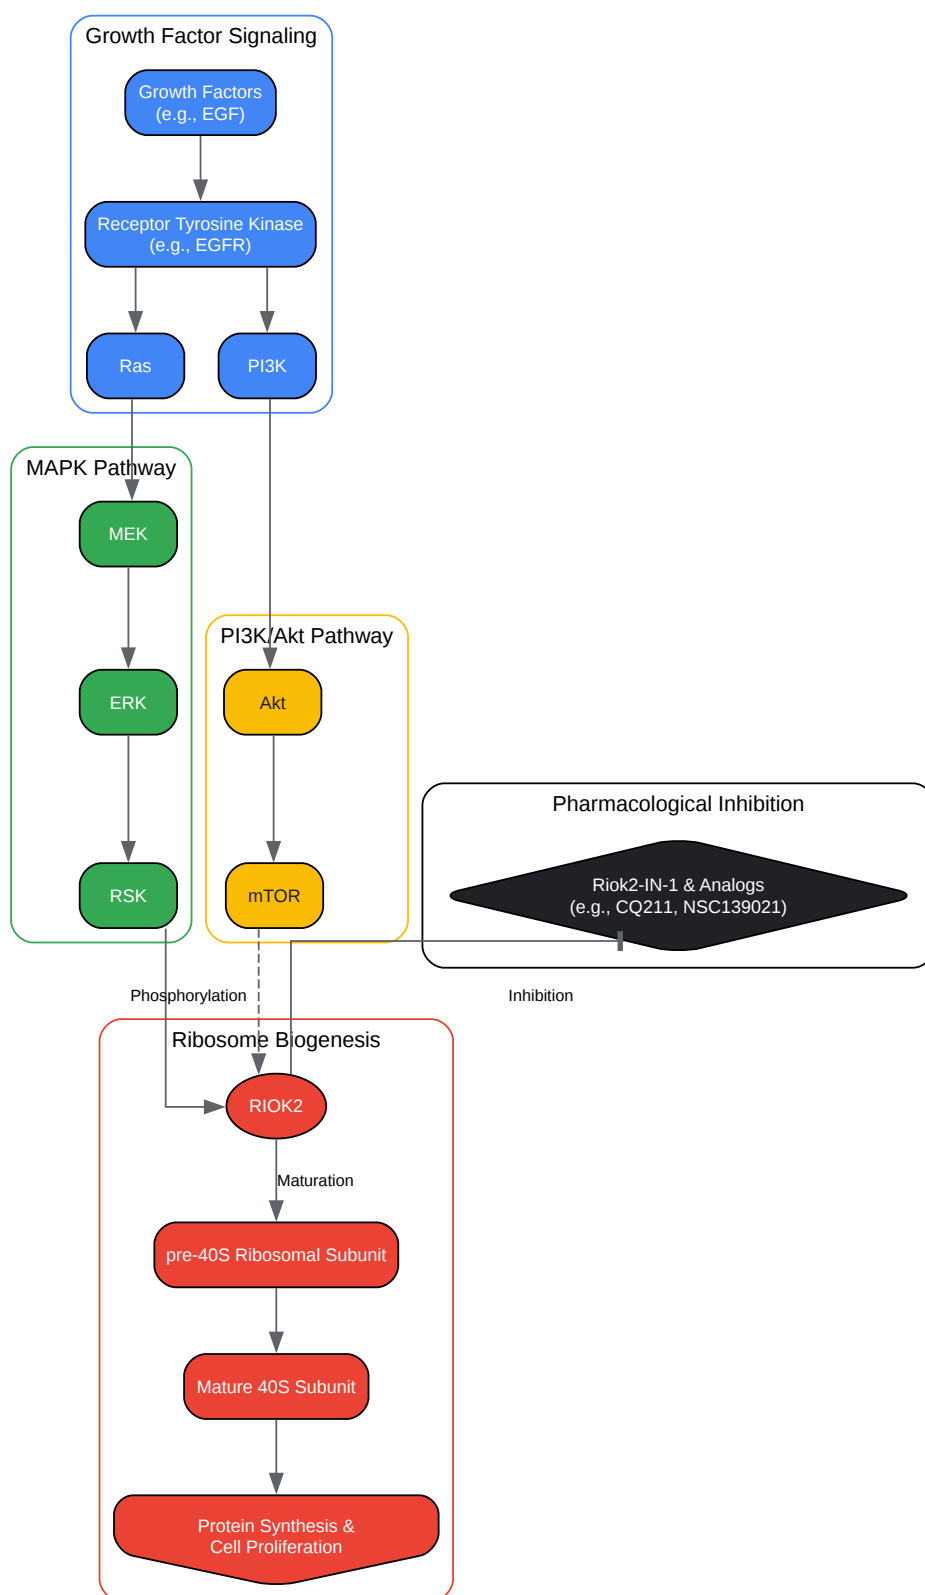 Growth Factor Signaling
Growth Factors
(e.g., EGF)
Receptor Tyrosine Kinase
(e.g., EGFR)
Ras
PI3K
MAPK Pathway
MEK
PI3K/Akt Pathway
ERK
Akt
Pharmacological Inhibition
Riok2-IN-1 & Analogs
(e.g., CQ211, NSC139021)
RSK
mTOR
Phosphorylation
Inhibition
Ribosome Biogenesis
RIOK2
Maturation
pre-40S Ribosomal Subunit
Mature 40S Subunit
Protein Synthesis &
Cell Proliferation